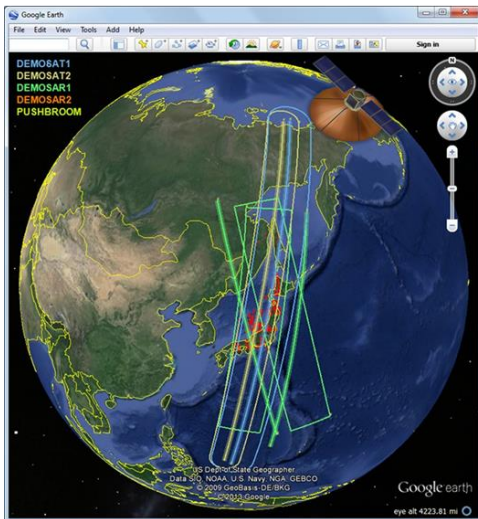 Google Earth
File Edit View Tools Add Help
Sign in
DEMO6AT1
DEMOSAT2
DEMOSAR1
DEMOSAR2
PUSHBROOM
N
US Dept of State Geographer
Data SIO, NOAA, U.S. Navy, NGA, GEBCO
© 2009 GeoBasis-DE/BKG
©2013 Google
Google earth
eye alt 4223.81 mi